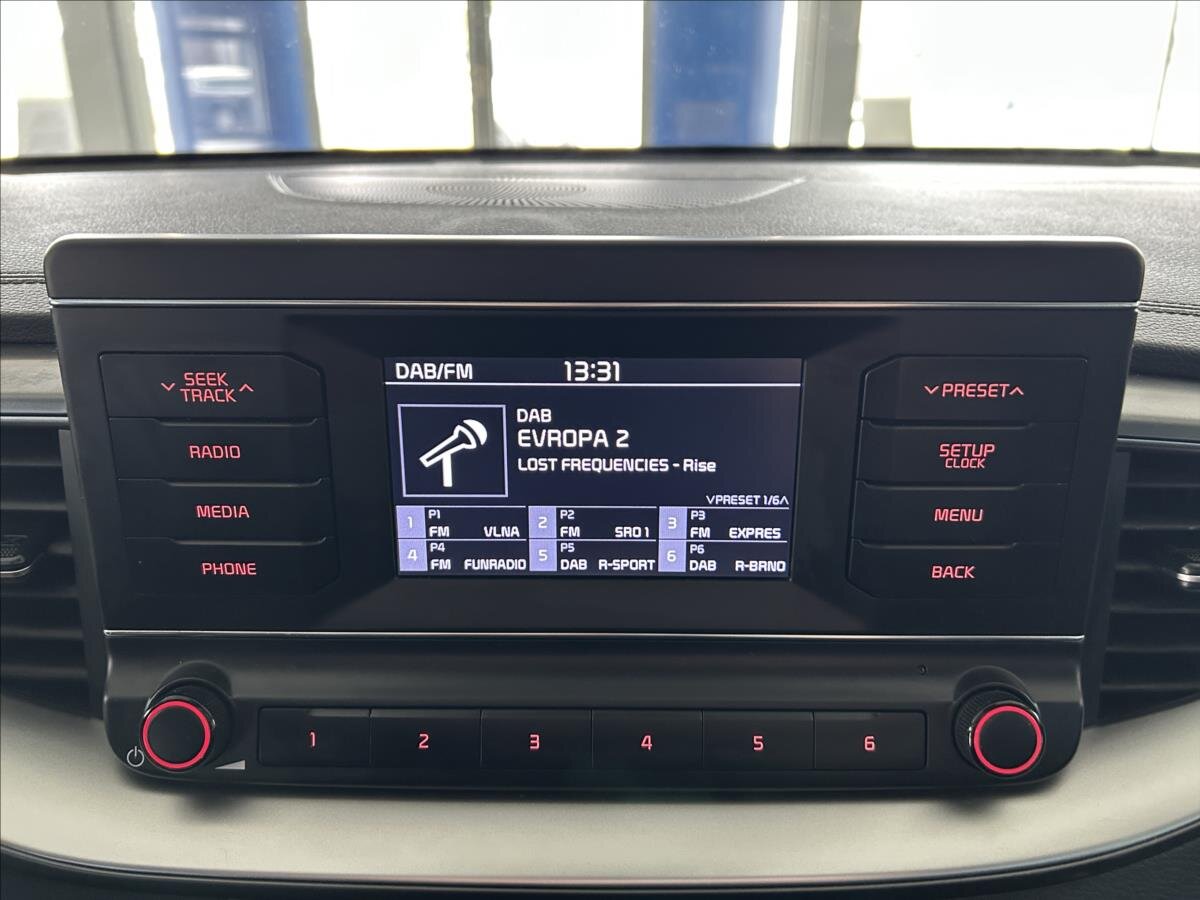 SEEK
TRACK
RADIO
MEDIA
PHONE
DAB/FM 13:31
DAB
EVROPA 2
LOST FREQUENCIES - Rise
PRESET 1/6
1 P1 FM VLNA
2 P2 FM SRO 1
3 P3 FM EXPRES
4 P4 FM FUNRADIO
5 P5 DAB R-SPORT
6 P6 DAB R-BRNO
PRESET
SETUP
CLOCK
MENU
BACK
1 2 3 4 5 6